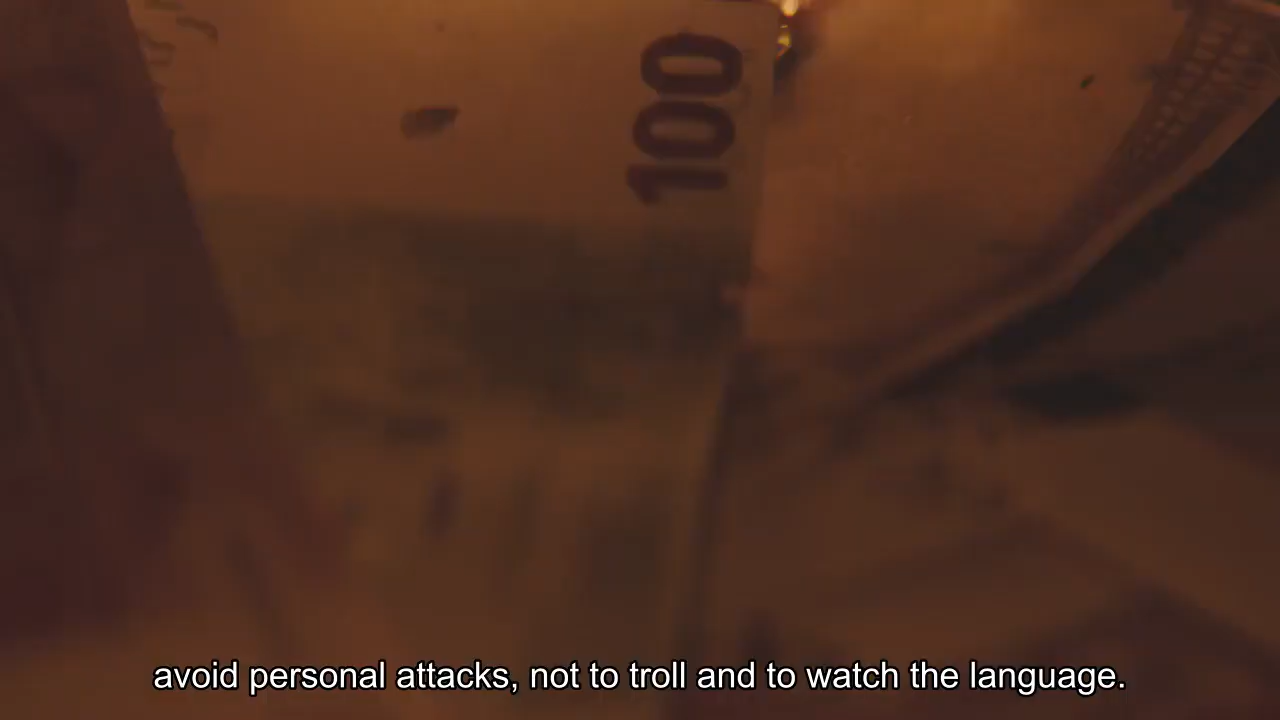 100
avoid personal attacks, not to troll and to watch the language.